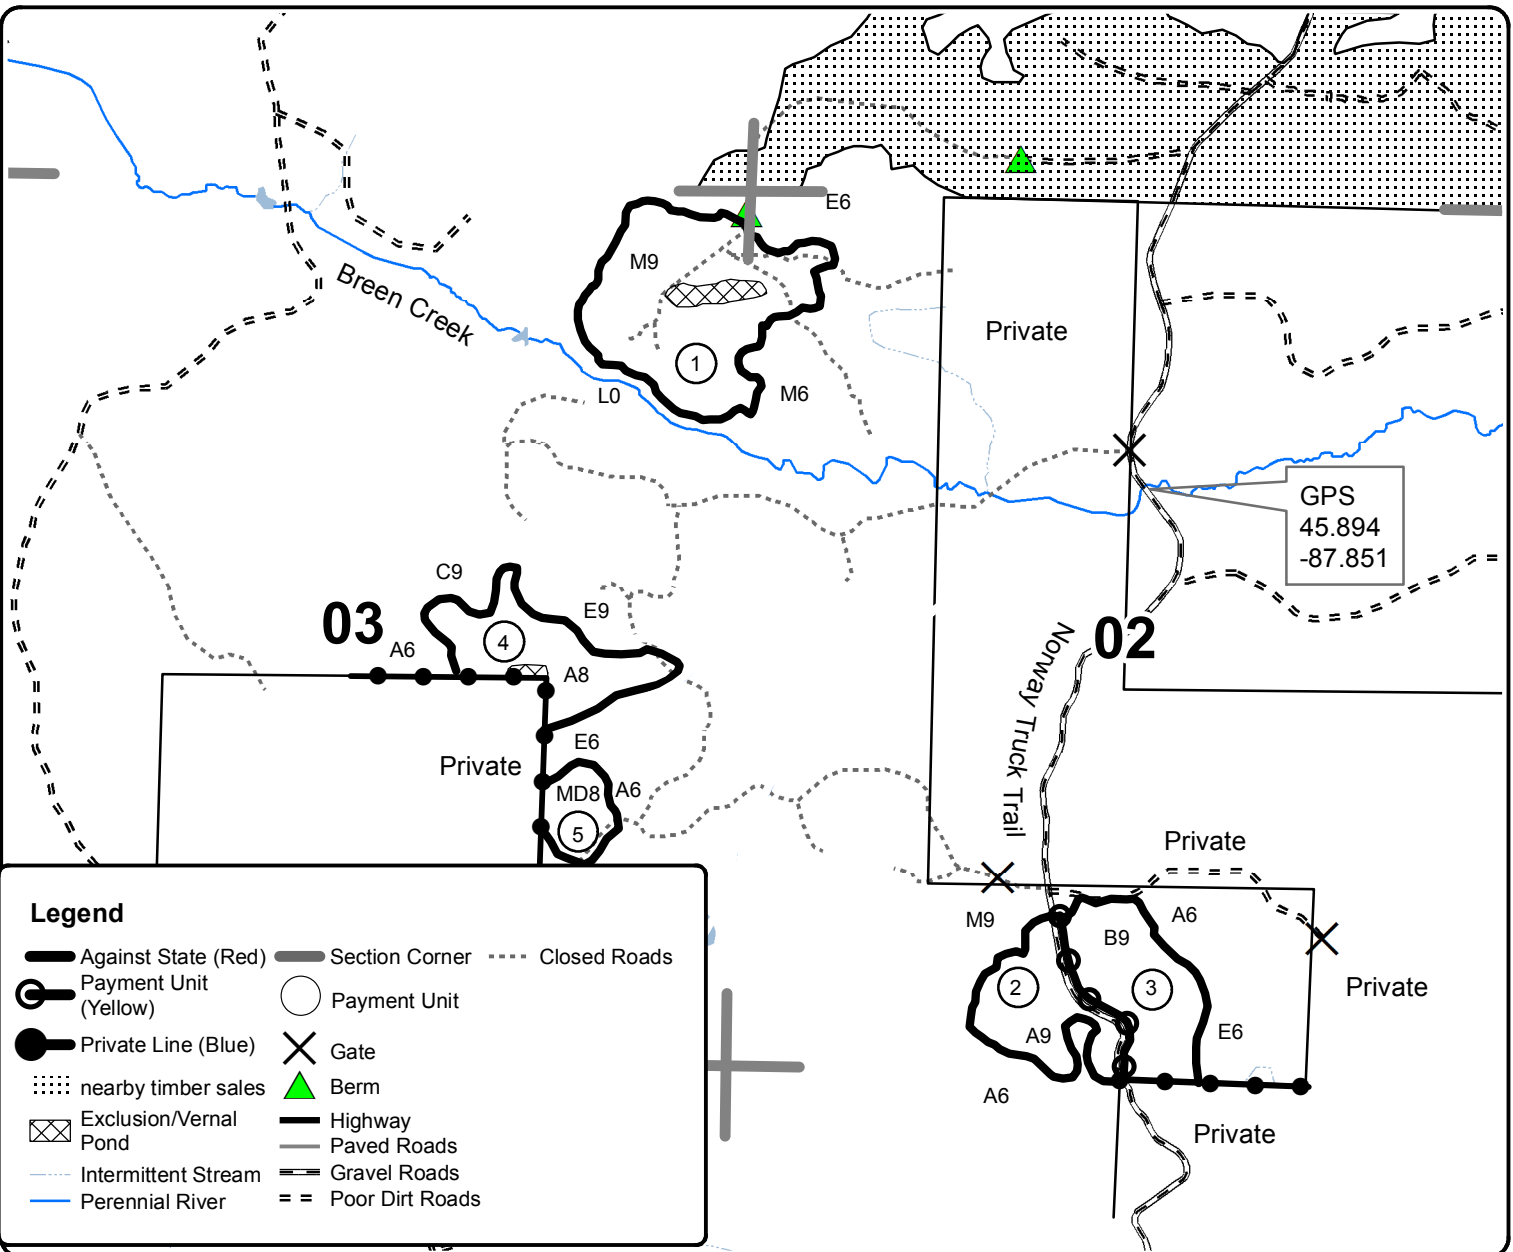 E6
M9
Breen Creek
Private
1
L0
M6
GPS
45.894
-87.851
C9
E9
03
A6
4
A8
02
Norway Truck Trail
E6
Private
MD8
A6
5
Private
M9
A6
B9
2
3
Private
A9
E6
A6
Private
Legend
Against State (Red)
Payment Unit
(Yellow)
Private Line (Blue)
nearby timber sales
Exclusion/Vernal
Pond
Intermittent Stream
Perennial River
Section Corner
Payment Unit
Gate
Berm
Highway
Paved Roads
Gravel Roads
Poor Dirt Roads
Closed Roads